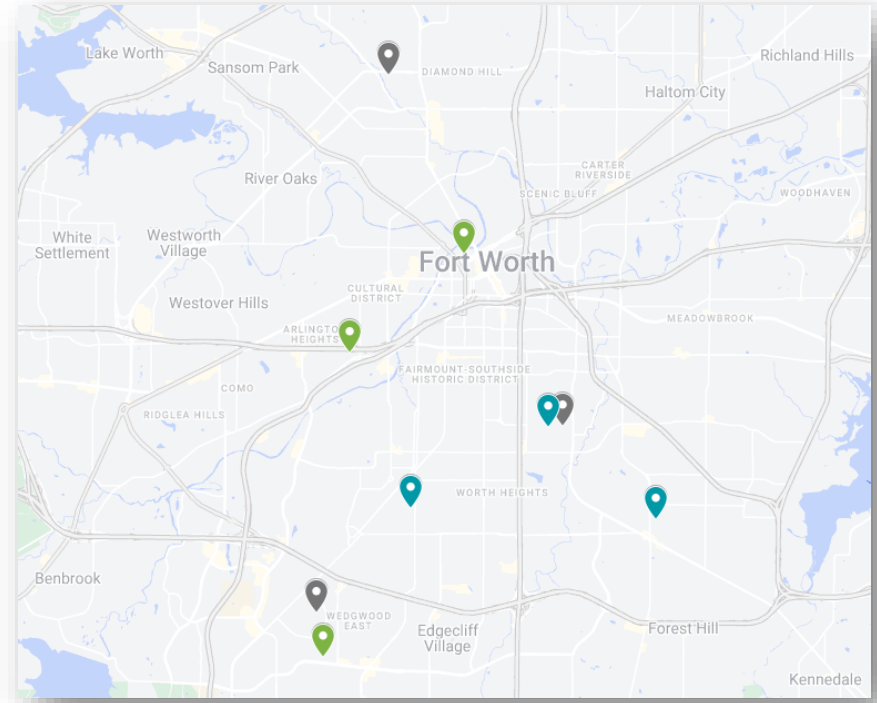 Lake Worth
Sansom Park
DIAMOND HILL
Richland Hills
Haltom City
River Oaks
CARTER
RIVERSIDE
SCENIC BLUFF
WOODHAVEN
White
Settlement
Westworth
Village
Fort Worth
CULTURAL
DISTRICT
Westover Hills
ARLINGTON
HEIGHTS
MEADOWBROOK
FAIRMOUNT-SOUTHSIDE
HISTORIC DISTRICT
COMO
RIDGLEA HILLS
WORTH HEIGHTS
Benbrook
WEDGWOOD
EAST
Edgecliff
Village
Forest Hill
Kennedale